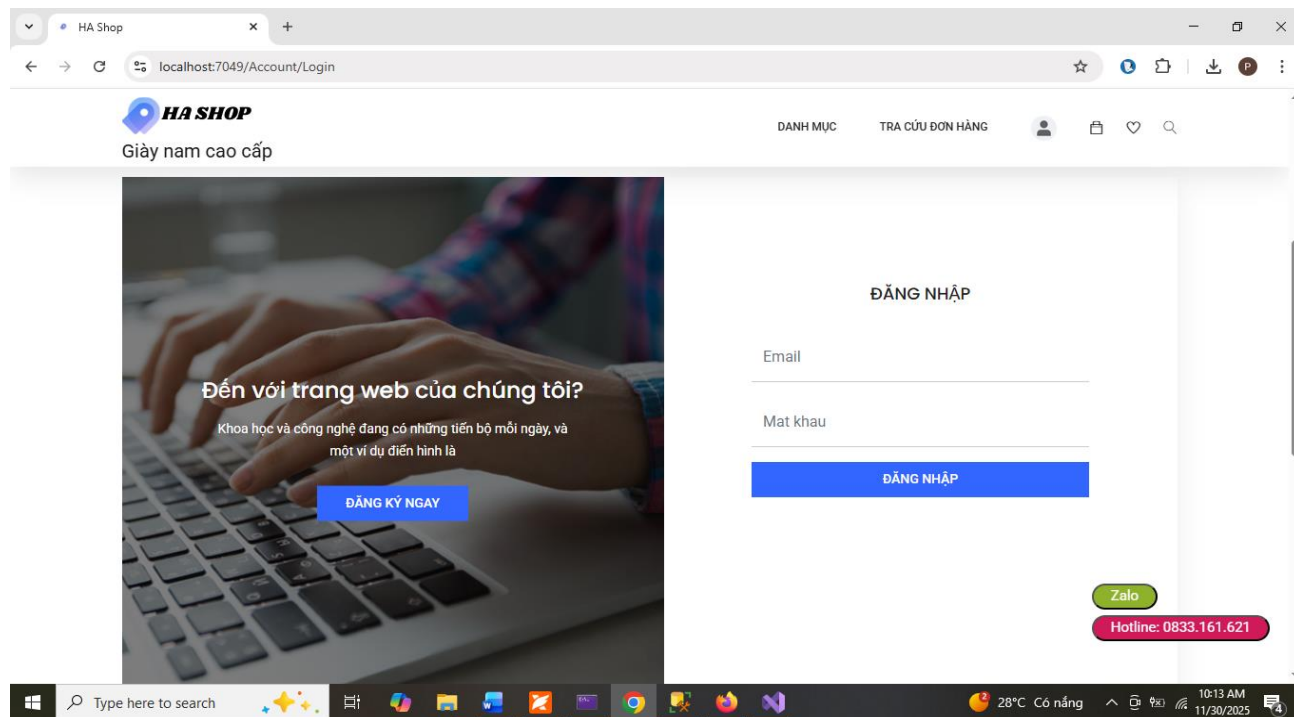 HA Shop
localhost:7049/Account/Login
P
HA SHOP
Giày nam cao cấp
DANH MỤC
TRA CỨU ĐƠN HÀNG
Đến với trang web của chúng tôi?
Khoa học và công nghệ đang có những tiến bộ mỗi ngày, và
một ví dụ điển hình là
ĐĂNG KÝ NGAY
ĐĂNG NHẬP
Email
Mat khau
ĐĂNG NHẬP
Zalo
Hotline: 0833.161.621
Type here to search
28°C Có nắng
10:13 AM
11/30/2025
4